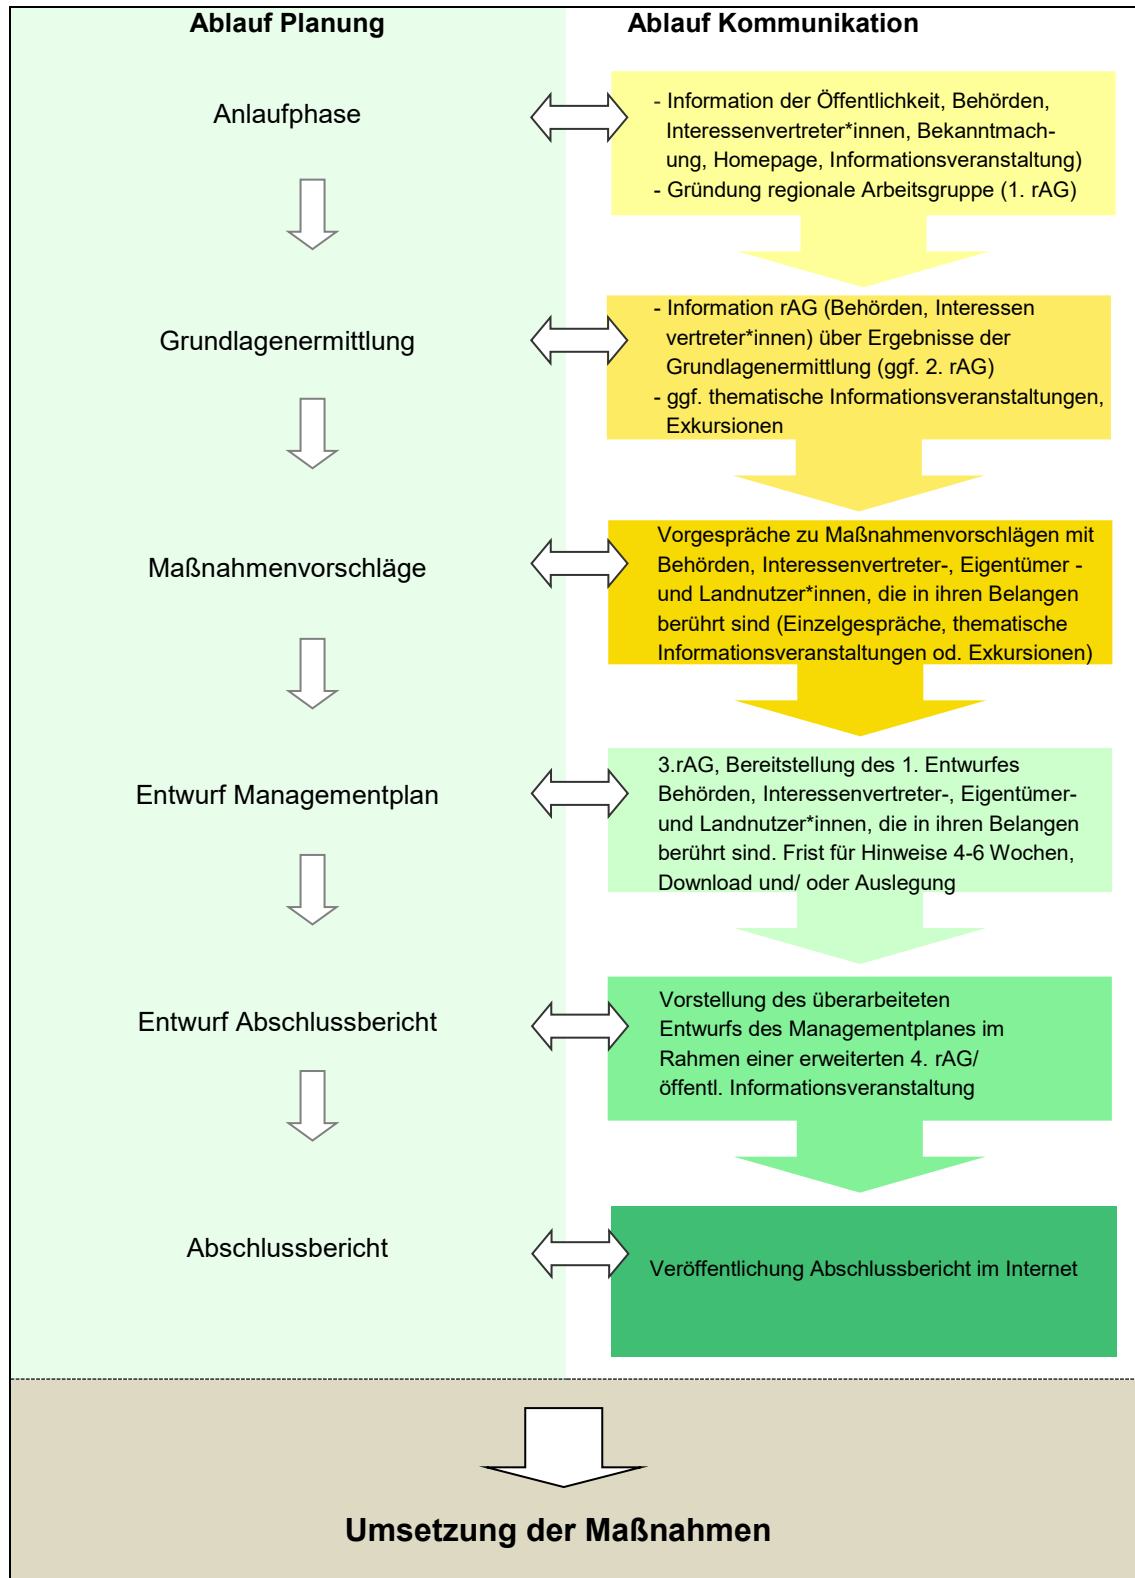 Ablauf Planung
Ablauf Kommunikation
Anlaufphase
- Information der Öffentlichkeit, Behörden,
Interessenvertreter*innen, Bekanntmach-
ung, Homepage, Informationsveranstaltung)
- Gründung regionale Arbeitsgruppe (1. rAG)
Grundlagenermittlung
- Information rAG (Behörden, Interessen
vertreter*innen) über Ergebnisse der
Grundlagenermittlung (ggf. 2. rAG)
- ggf. thematische Informationsveranstaltungen,
Exkursionen
Maßnahmenvorschläge
Vorgespräche zu Maßnahmenvorschlägen mit
Behörden, Interessenvertreter-, Eigentümer -
und Landnutzer*innen, die in ihren Belangen
berührt sind (Einzelgespräche, thematische
Informationsveranstaltungen od. Exkursionen)
Entwurf Managementplan
3.rAG, Bereitstellung des 1. Entwurfes
Behörden, Interessenvertreter-, Eigentümer-
und Landnutzer*innen, die in ihren Belangen
berührt sind. Frist für Hinweise 4-6 Wochen,
Download und/ oder Auslegung
Entwurf Abschlussbericht
Vorstellung des überarbeiteten
Entwurfs des Managementplanes im
Rahmen einer erweiterten 4. rAG/
öffentl. Informationsveranstaltung
Abschlussbericht
Veröffentlichung Abschlussbericht im Internet
Umsetzung der Maßnahmen